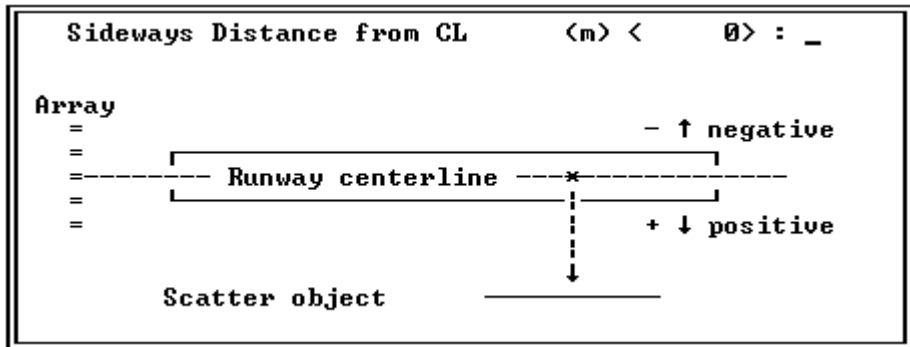 Sideways Distance from CL (m) < 0> : _
Array
= - ↑ negative
=
=-------- Runway centerline ---*--------------
=
= + ↓ positive
Scatter object